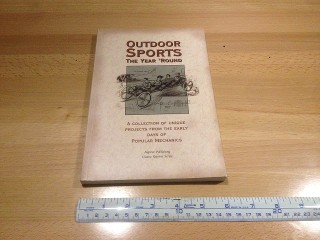 OUTDOOR
SPORTS
THE YEAR 'ROUND
A COLLECTION OF UNIQUE
PROJECTS FROM THE EARLY
DAYS OF
POPULAR MECHANICS